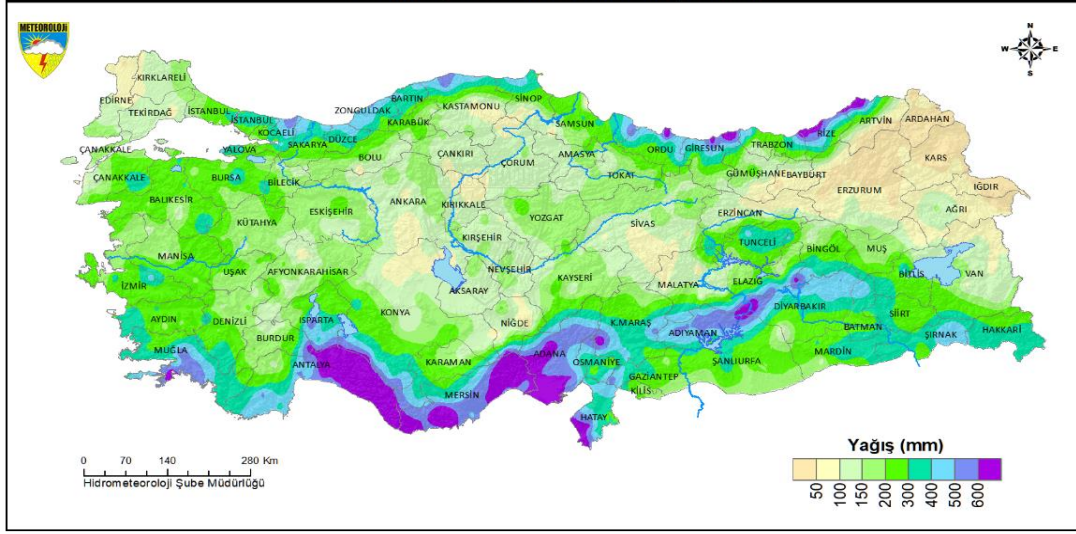 METEOROLOJİ
N
W E
S
KIRKLARELİ
EDİRNE
TEKİRDAĞ
İSTANBUL
İSTANBUL
KOCAELİ
YALOVA
SAKARYA
DÜZCE
ZONGULDAK
BARTIN
KARABÜK
KASTAMONU
SİNOP
SAMSUN
BOLU
ÇANKIRI
ÇORUM
AMASYA
TOKAT
ORDU
GİRESUN
TRABZON
RİZE
ARTVİN
ARDAHAN
KARS
GÜMÜŞHANE
BAYBURT
ERZURUM
IĞDIR
AĞRI
ÇANAKKALE
ÇANAKKALE
BALIKESİR
BURSA
BİLECİK
KÜTAHYA
ESKİŞEHİR
ANKARA
KIRIKKALE
KIRŞEHİR
YOZGAT
SİVAS
ERZİNCAN
TUNCELİ
BİNGÖL
MUŞ
BİTLİS
VAN
MANİSA
İZMİR
UŞAK
AFYONKARAHİSAR
AKSARAY
NEVŞEHİR
KAYSERİ
MALATYA
ELAZIĞ
DİYARBAKIR
BATMAN
SİİRT
ŞIRNAK
HAKKARİ
AYDIN
DENİZLİ
BURDUR
ISPARTA
KONYA
NİĞDE
K.MARAŞ
ADIYAMAN
MARDİN
MUĞLA
ANTALYA
KARAMAN
MERSİN
ADANA
OSMANİYE
GAZİANTEP
KİLİS
ŞANLIURFA
HATAY
0 70 140 280 Km
Hidrometeoroloji Şube Müdürlüğü
Yağış (mm)
50 100 150 200 300 400 500 600